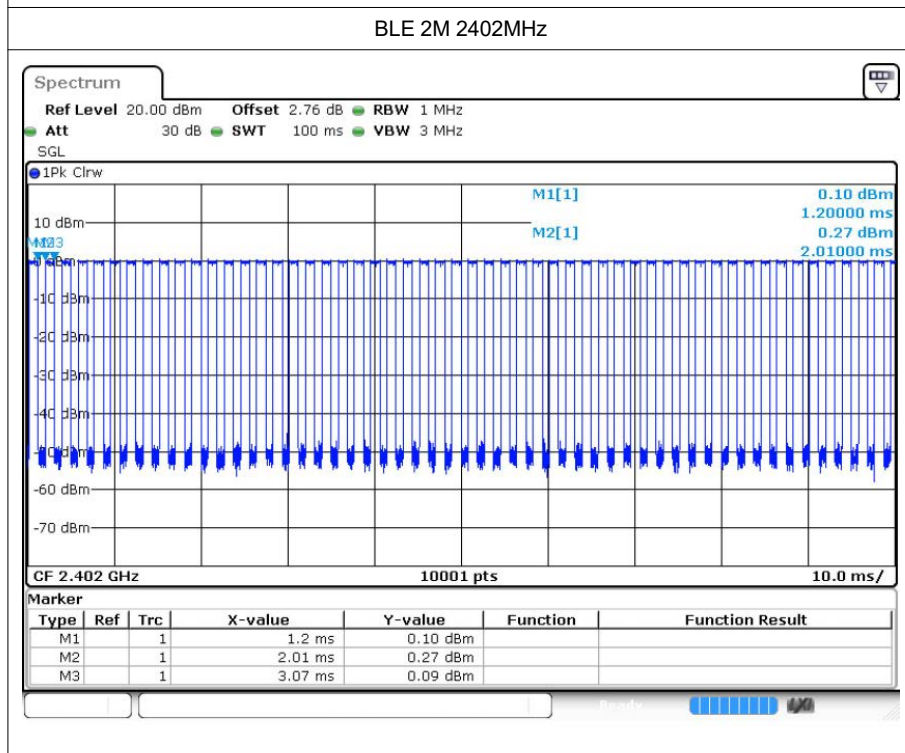 BLE 2M 2402MHz
Spectrum
Ref Level 20.00 dBm Offset 2.76 dB RBW 1 MHz
Att 30 dB SWT 100 ms VBW 3 MHz
SGL
1Pk Clrw
M1[1] 0.10 dBm
1.20000 ms
10 dBm
M2[1] 0.27 dBm
2.01000 ms
0 dBm
-10 dBm
-20 dBm
-30 dBm
-40 dBm
-50 dBm
-60 dBm
-70 dBm
CF 2.402 GHz 10001 pts 10.0 ms/
Marker
Type Ref Trc X-value Y-value Function Function Result
M1 1 1.2 ms 0.10 dBm
M2 1 2.01 ms 0.27 dBm
M3 1 3.07 ms 0.09 dBm
Ready